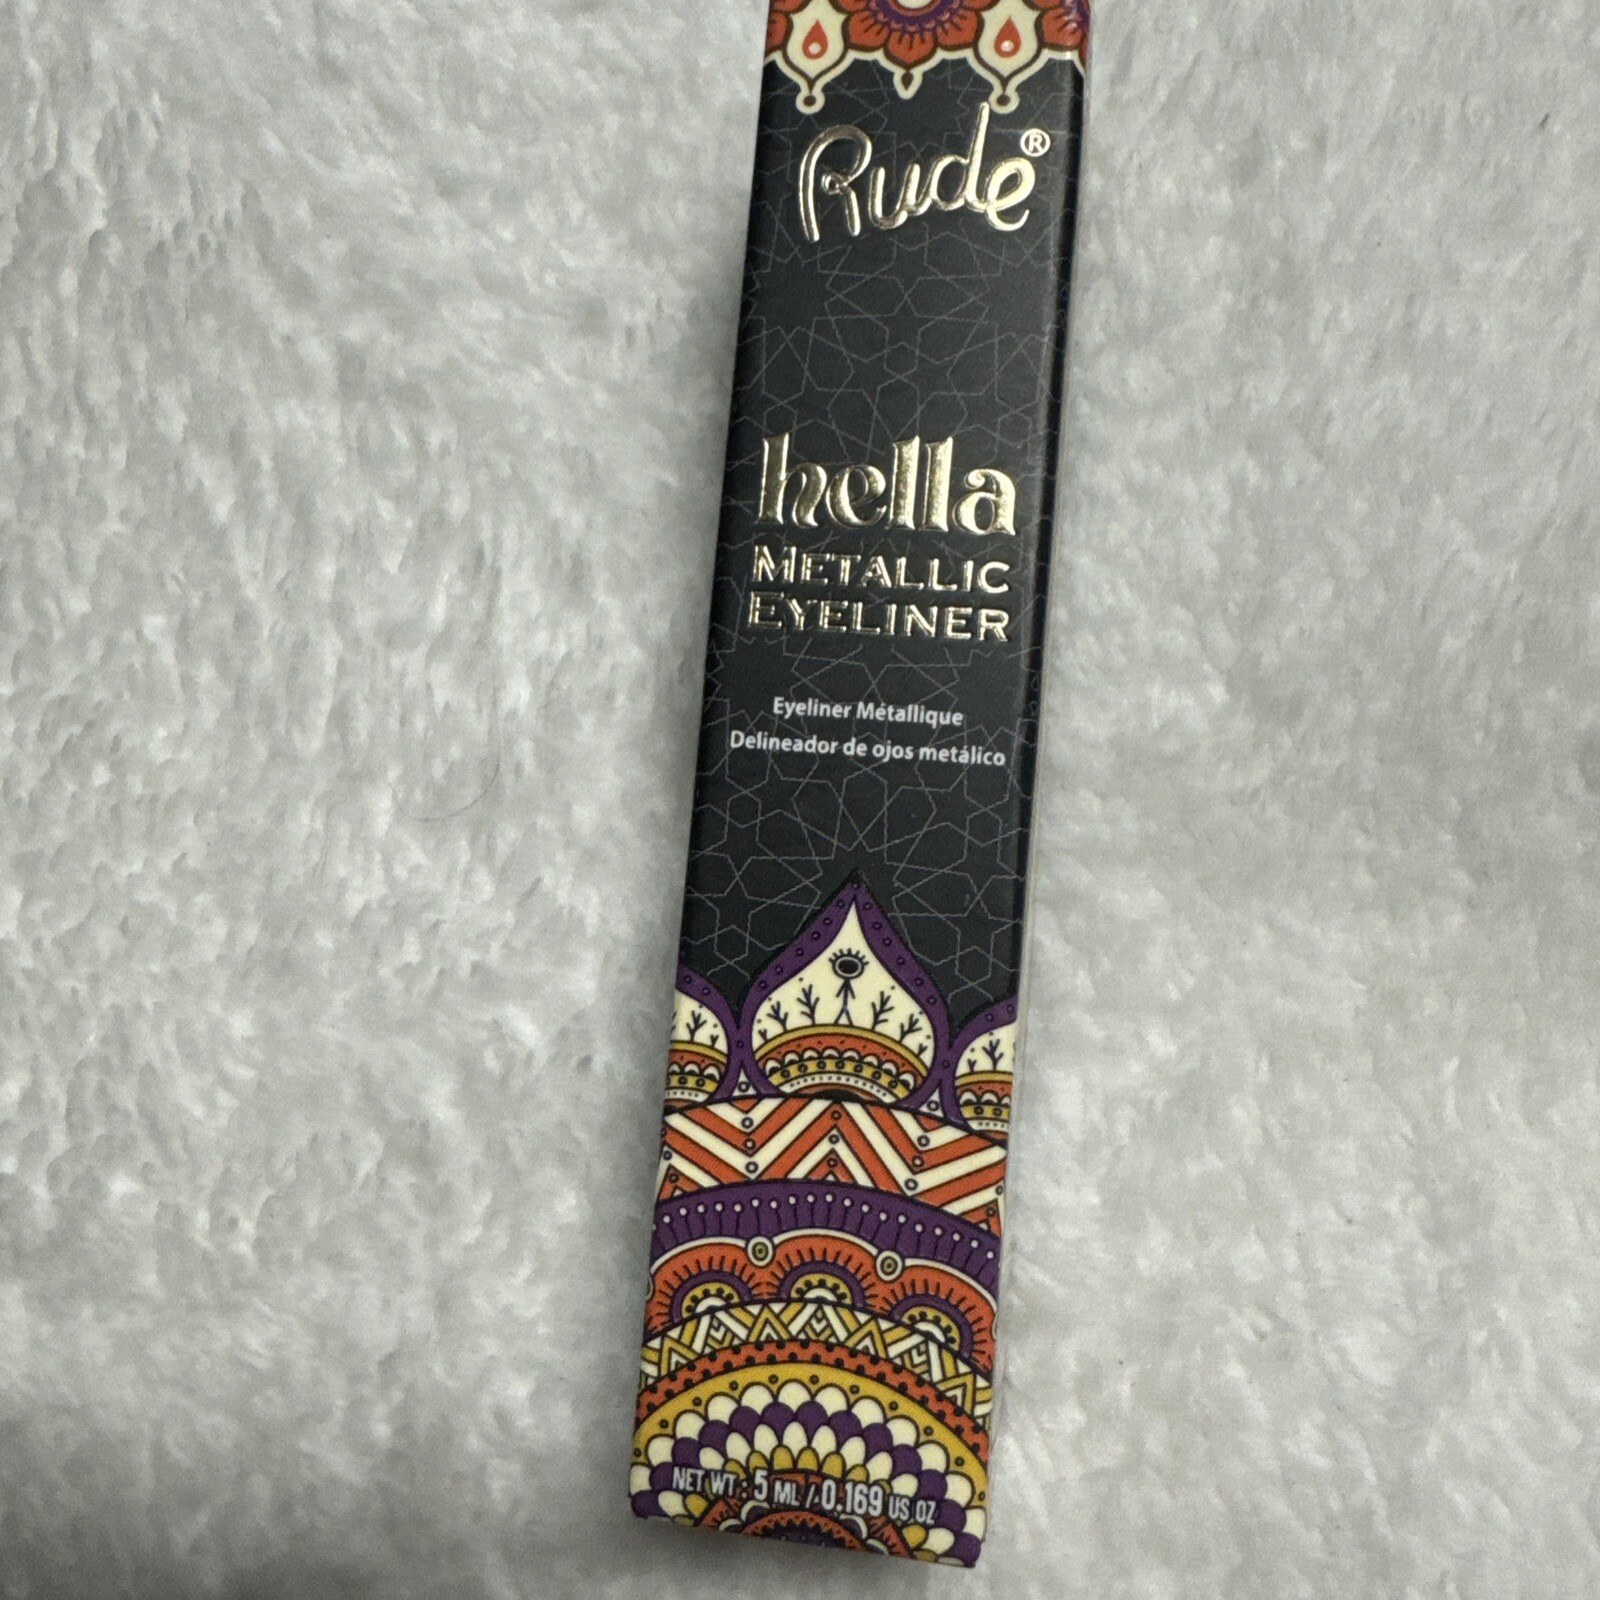 Rude®
hella
METALLIC
EYELINER
Eyeliner Métallique
Delineador de ojos metálico
NET WT : 5 ML / 0.169 US OZ